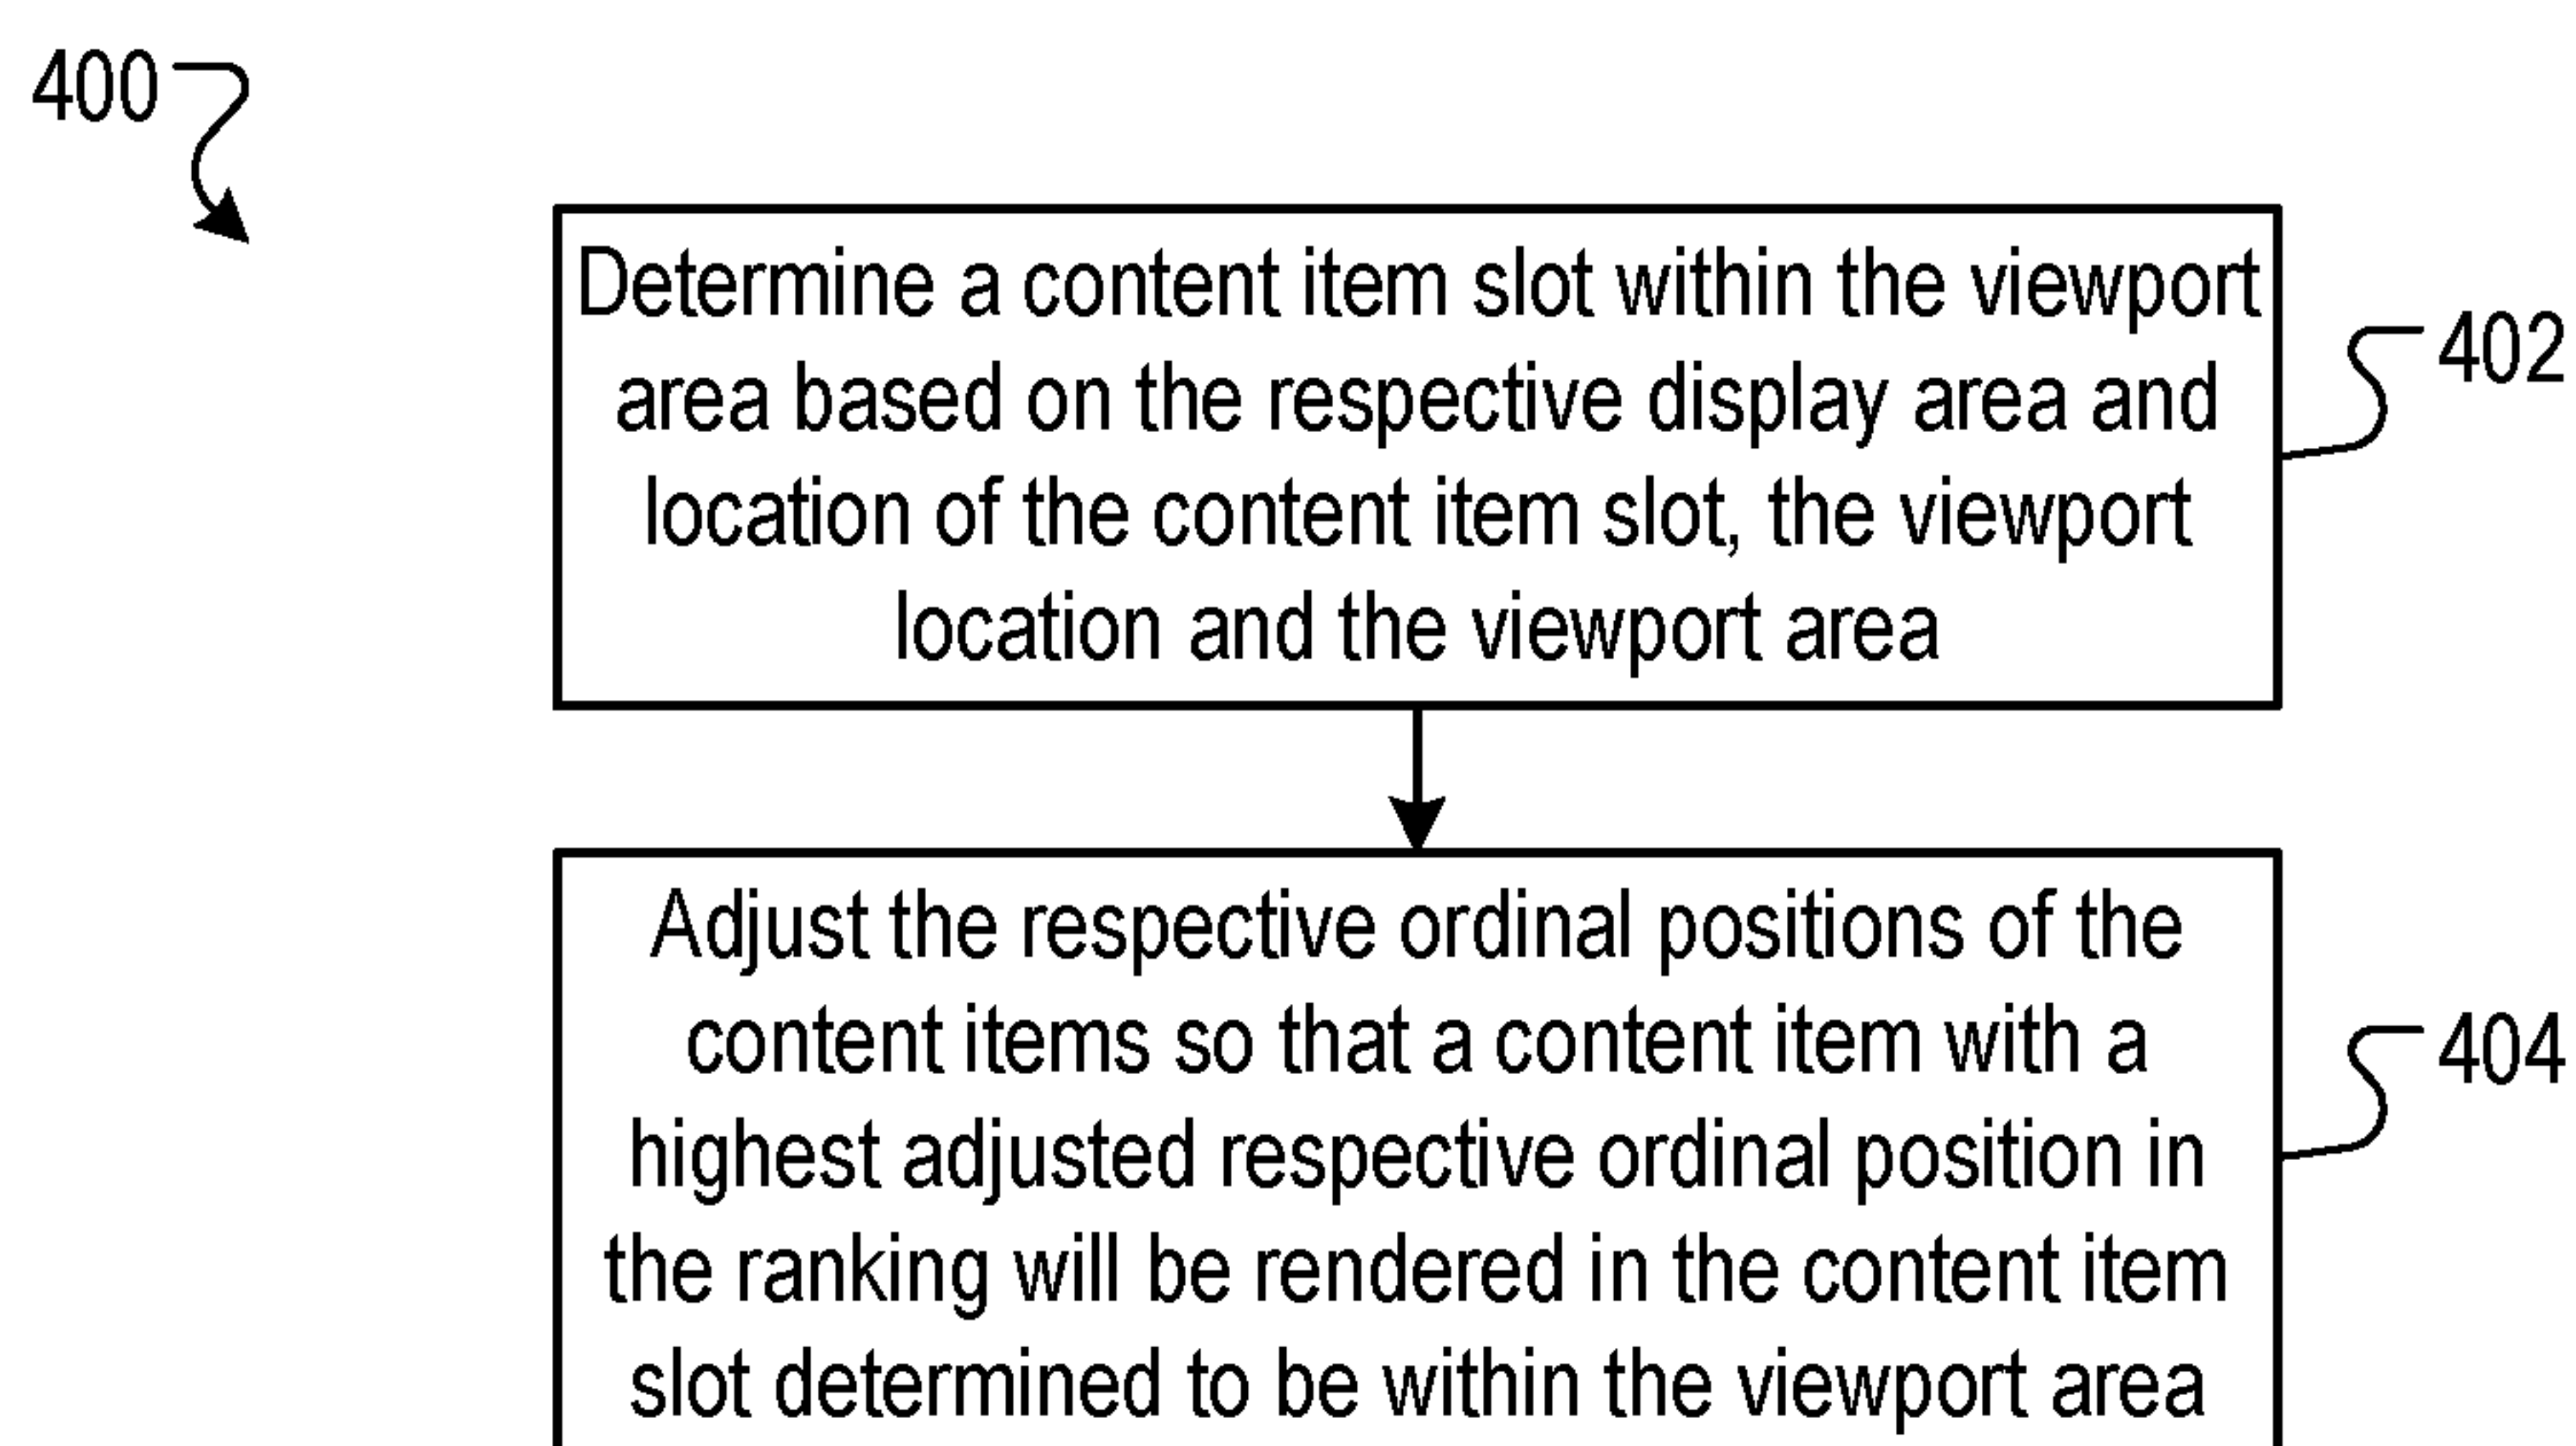 400
Determine a content item slot within the viewport
area based on the respective display area and
location of the content item slot, the viewport
location and the viewport area
402
Adjust the respective ordinal positions of the
content items so that a content item with a
highest adjusted respective ordinal position in
the ranking will be rendered in the content item
slot determined to be within the viewport area
404